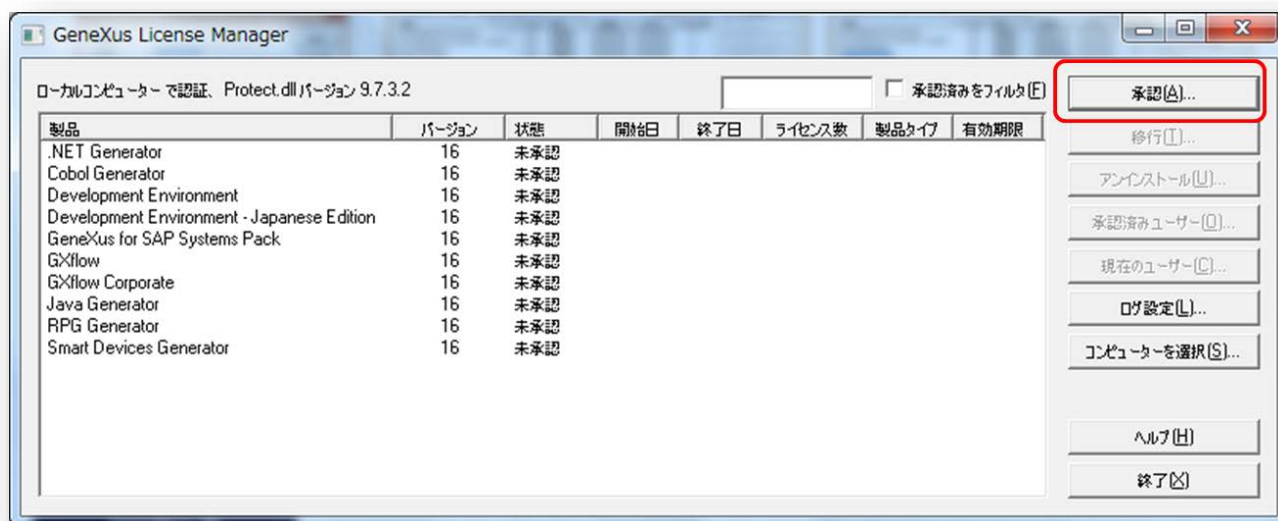 GeneXus License Manager
ローカルコンピューター で認証、Protect.dll バージョン 9.7.3.2
承認済みをフィルタ(F)
承認(A)...
製品 バージョン 状態 開始日 終了日 ライセンス数 製品タイプ 有効期限
.NET Generator 16 未承認
Cobol Generator 16 未承認
Development Environment 16 未承認
Development Environment - Japanese Edition 16 未承認
GeneXus for SAP Systems Pack 16 未承認
GXflow 16 未承認
GXflow Corporate 16 未承認
Java Generator 16 未承認
RPG Generator 16 未承認
Smart Devices Generator 16 未承認
移行(T)...
アンインストール(U)...
承認済みユーザー(O)...
現在のユーザー(C)...
ログ設定(L)...
コンピューターを選択(S)...
ヘルプ(H)
終了(X)